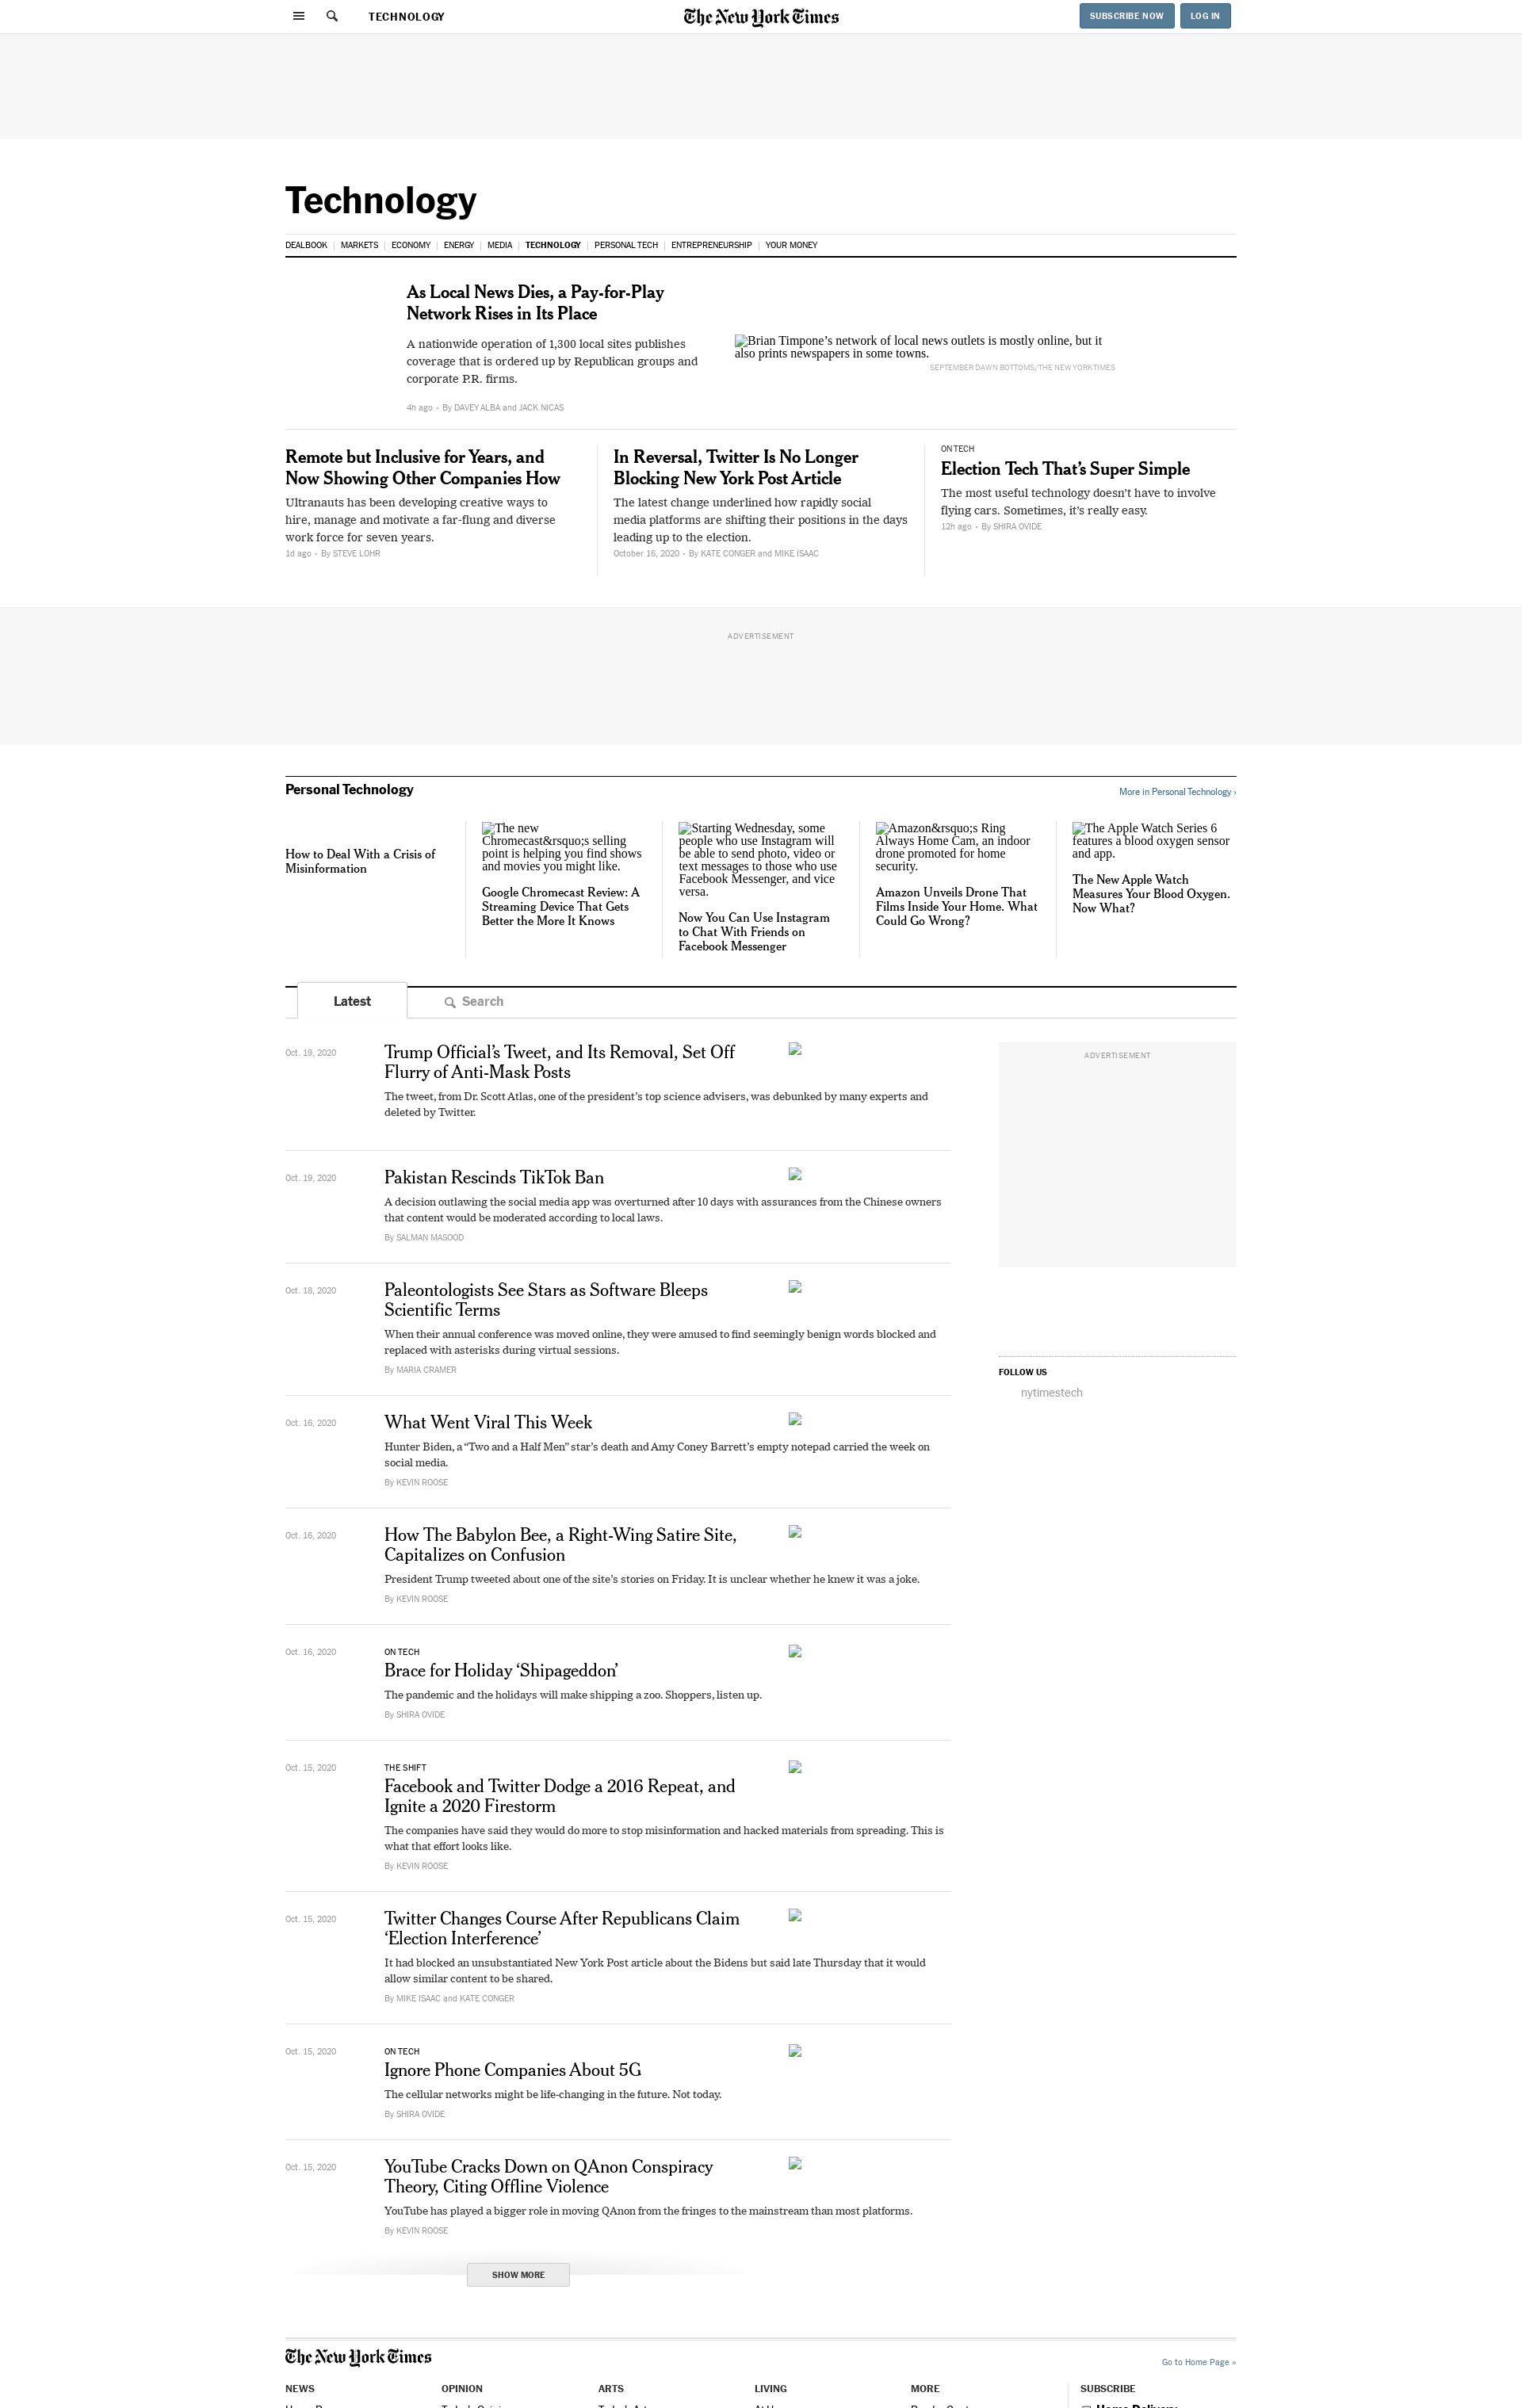 TECHNOLOGY
The New York Times
SUBSCRIBE NOW
LOG IN
Technology
DEALBOOK
MARKETS
ECONOMY
ENERGY
MEDIA
TECHNOLOGY
PERSONAL TECH
ENTREPRENEURSHIP
YOUR MONEY
As Local News Dies, a Pay-for-Play
Network Rises in Its Place
A nationwide operation of 1,300 local sites publishes
coverage that is ordered up by Republican groups and
corporate P.R. firms.
4h ago • By DAVEY ALBA and JACK NICAS
Brian Timpone’s network of local news outlets is mostly online, but it
also prints newspapers in some towns.
SEPTEMBER DAWN BOTTOMS/THE NEW YORK TIMES
Remote but Inclusive for Years, and
Now Showing Other Companies How
Ultranauts has been developing creative ways to
hire, manage and motivate a far-flung and diverse
work force for seven years.
1d ago • By STEVE LOHR
In Reversal, Twitter Is No Longer
Blocking New York Post Article
The latest change underlined how rapidly social
media platforms are shifting their positions in the days
leading up to the election.
October 16, 2020 • By KATE CONGER and MIKE ISAAC
ON TECH
Election Tech That’s Super Simple
The most useful technology doesn’t have to involve
flying cars. Sometimes, it’s really easy.
12h ago • By SHIRA OVIDE
ADVERTISEMENT
Personal Technology
More in Personal Technology ›
How to Deal With a Crisis of
Misinformation
The new
Chromecast&rsquo;s selling
point is helping you find shows
and movies you might like.
Google Chromecast Review: A
Streaming Device That Gets
Better the More It Knows
Starting Wednesday, some
people who use Instagram will
be able to send photo, video or
text messages to those who use
Facebook Messenger, and vice
versa.
Now You Can Use Instagram
to Chat With Friends on
Facebook Messenger
Amazon&rsquo;s Ring
Always Home Cam, an indoor
drone promoted for home
security.
Amazon Unveils Drone That
Films Inside Your Home. What
Could Go Wrong?
The Apple Watch Series 6
features a blood oxygen sensor
and app.
The New Apple Watch
Measures Your Blood Oxygen.
Now What?
Latest
Search
Oct. 19, 2020
Trump Official’s Tweet, and Its Removal, Set Off
Flurry of Anti-Mask Posts
The tweet, from Dr. Scott Atlas, one of the president’s top science advisers, was debunked by many experts and
deleted by Twitter.
ADVERTISEMENT
Oct. 19, 2020
Pakistan Rescinds TikTok Ban
A decision outlawing the social media app was overturned after 10 days with assurances from the Chinese owners
that content would be moderated according to local laws.
By SALMAN MASOOD
Oct. 18, 2020
Paleontologists See Stars as Software Bleeps
Scientific Terms
When their annual conference was moved online, they were amused to find seemingly benign words blocked and
replaced with asterisks during virtual sessions.
By MARIA CRAMER
FOLLOW US
nytimestech
Oct. 16, 2020
What Went Viral This Week
Hunter Biden, a “Two and a Half Men” star’s death and Amy Coney Barrett’s empty notepad carried the week on
social media.
By KEVIN ROOSE
Oct. 16, 2020
How The Babylon Bee, a Right-Wing Satire Site,
Capitalizes on Confusion
President Trump tweeted about one of the site’s stories on Friday. It is unclear whether he knew it was a joke.
By KEVIN ROOSE
Oct. 16, 2020
ON TECH
Brace for Holiday ‘Shipageddon’
The pandemic and the holidays will make shipping a zoo. Shoppers, listen up.
By SHIRA OVIDE
Oct. 15, 2020
THE SHIFT
Facebook and Twitter Dodge a 2016 Repeat, and
Ignite a 2020 Firestorm
The companies have said they would do more to stop misinformation and hacked materials from spreading. This is
what that effort looks like.
By KEVIN ROOSE
Oct. 15, 2020
Twitter Changes Course After Republicans Claim
‘Election Interference’
It had blocked an unsubstantiated New York Post article about the Bidens but said late Thursday that it would
allow similar content to be shared.
By MIKE ISAAC and KATE CONGER
Oct. 15, 2020
ON TECH
Ignore Phone Companies About 5G
The cellular networks might be life-changing in the future. Not today.
By SHIRA OVIDE
Oct. 15, 2020
YouTube Cracks Down on QAnon Conspiracy
Theory, Citing Offline Violence
YouTube has played a bigger role in moving QAnon from the fringes to the mainstream than most platforms.
By KEVIN ROOSE
SHOW MORE
The New York Times
Go to Home Page »
NEWS
OPINION
ARTS
LIVING
MORE
SUBSCRIBE